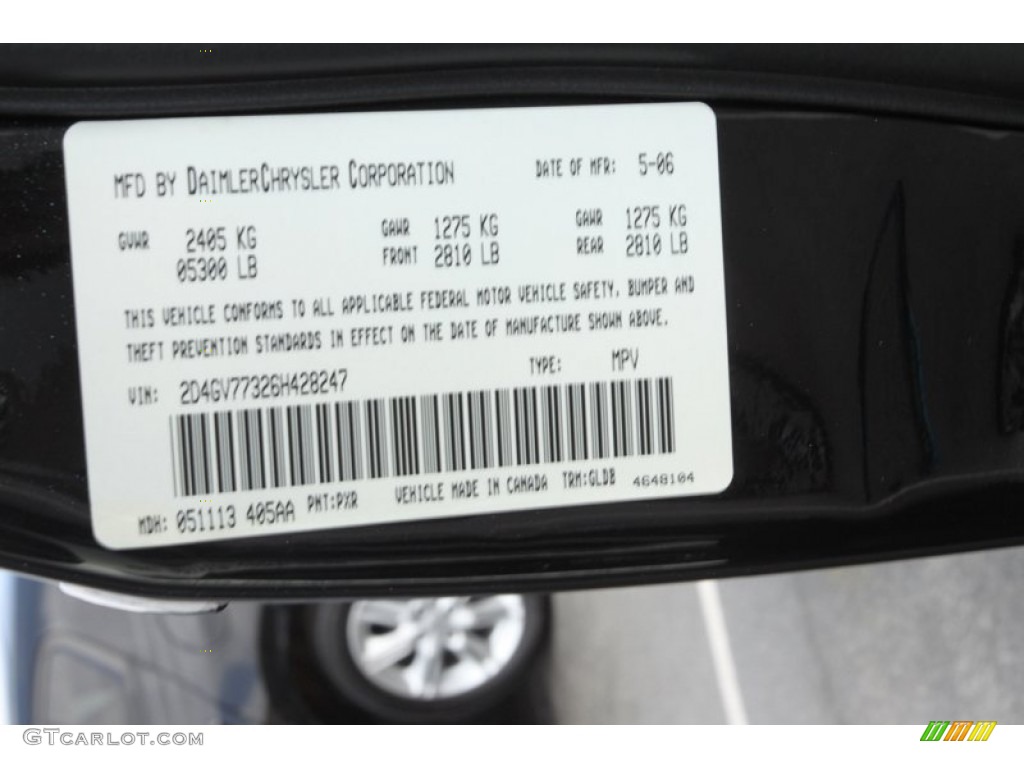 MFD BY DAIMLERCHRYSLER CORPORATION DATE OF MFR: 5-06
GVWR 2405 KG GAWR 1275 KG GAWR 1275 KG
05300 LB FRONT 2810 LB REAR 2810 LB
THIS VEHICLE CONFORMS TO ALL APPLICABLE FEDERAL MOTOR VEHICLE SAFETY, BUMPER AND
THEFT PREVENTION STANDARDS IN EFFECT ON THE DATE OF MANUFACTURE SHOWN ABOVE.
VIN: 2D4GV77326H428247 TYPE: MPV
MDH: 051113 405AA PNT:PXR VEHICLE MADE IN CANADA TRM:GLDB 4648104
GTCARLOT.COM